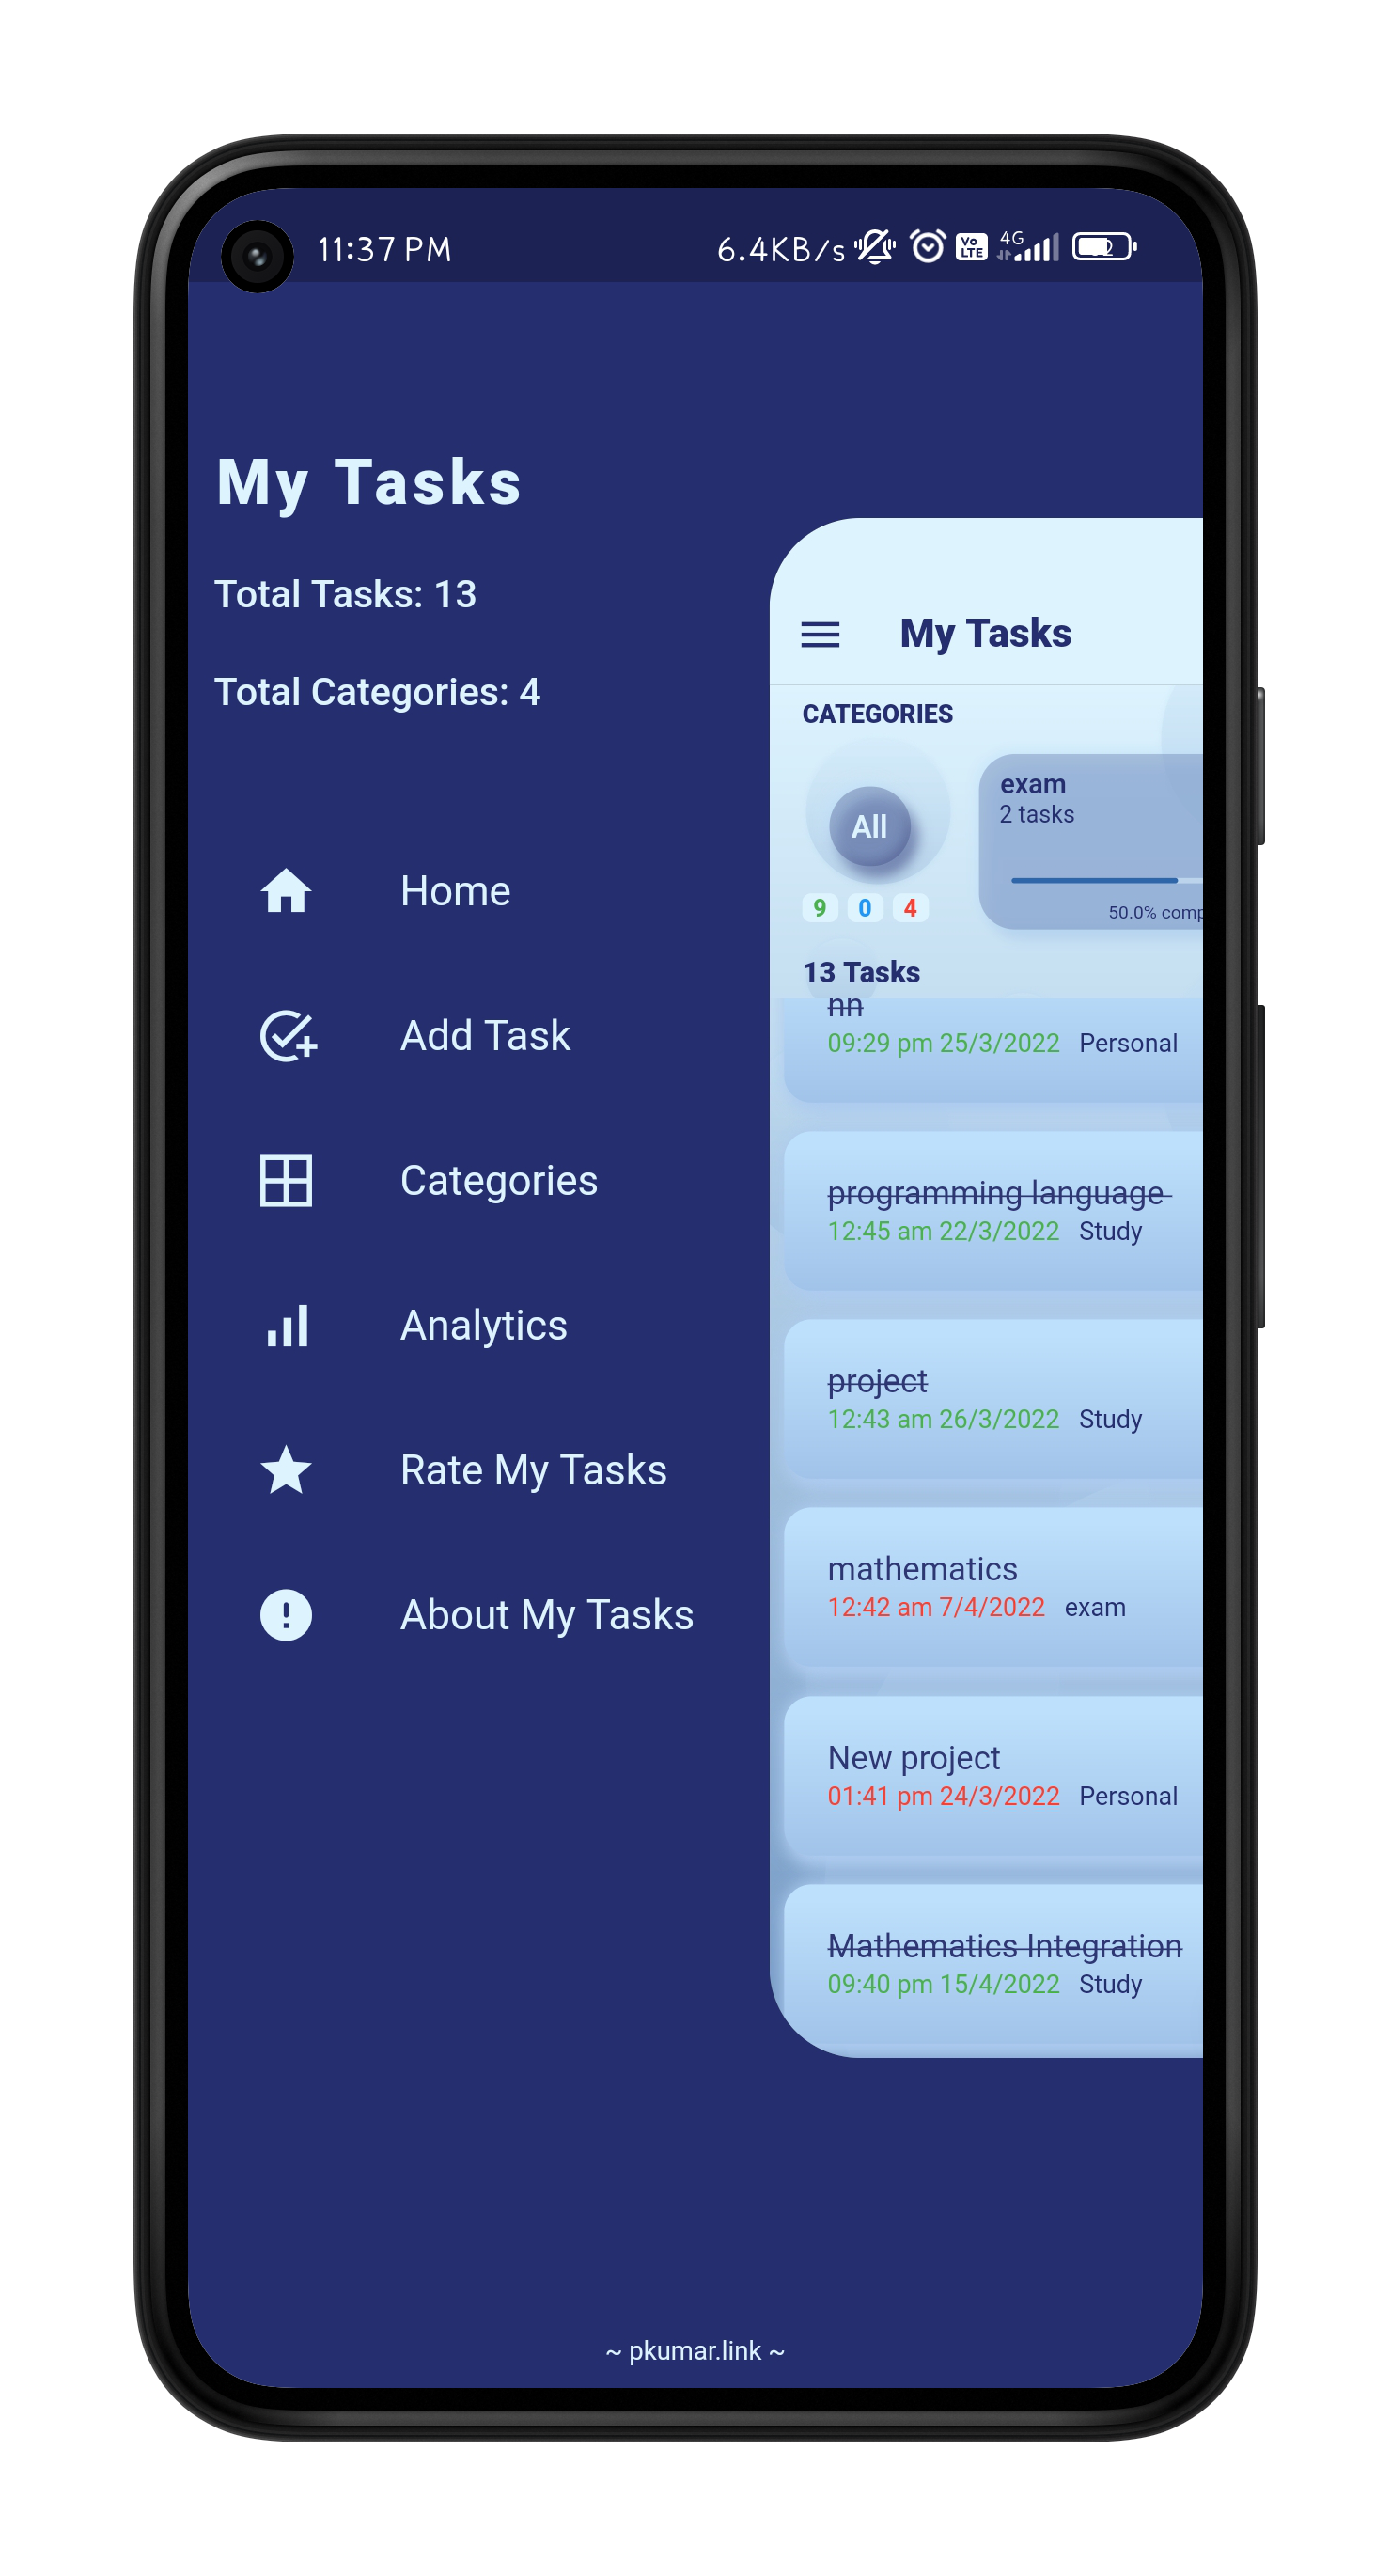 11:37 PM
6.4KB/s
Vo LTE
4G
My Tasks
Total Tasks: 13
Total Categories: 4
Home
Add Task
Categories
Analytics
Rate My Tasks
About My Tasks
My Tasks
CATEGORIES
All
9 0 4
exam
2 tasks
50.0% comp
13 Tasks
nn
09:29 pm 25/3/2022 Personal
programming language
12:45 am 22/3/2022 Study
project
12:43 am 26/3/2022 Study
mathematics
12:42 am 7/4/2022 exam
New project
01:41 pm 24/3/2022 Personal
Mathematics Integration
09:40 pm 15/4/2022 Study
~ pkumar.link ~